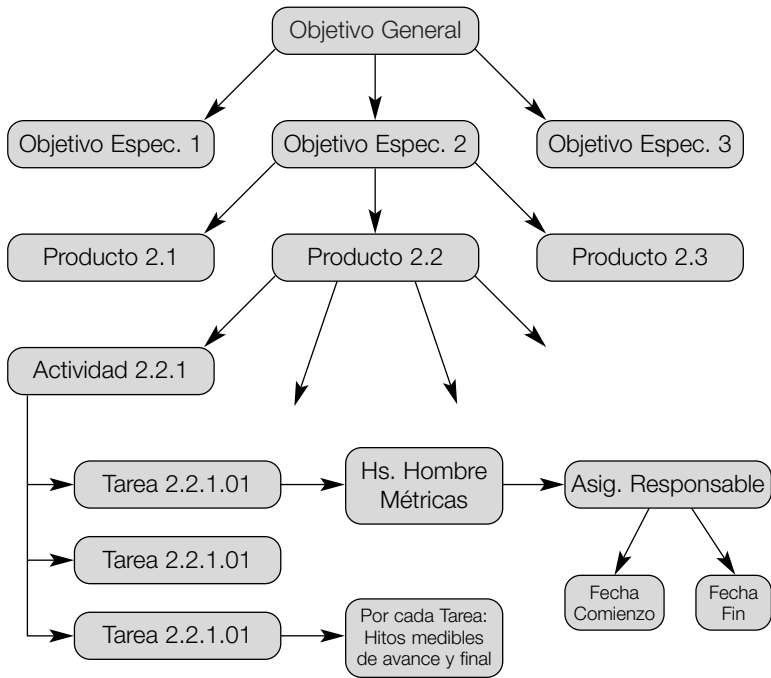 Objetivo General
Objetivo Espec. 1
Objetivo Espec. 2
Objetivo Espec. 3
Producto 2.1
Producto 2.2
Producto 2.3
Actividad 2.2.1
Tarea 2.2.1.01
Hs. Hombre
Métricas
Asig. Responsable
Tarea 2.2.1.01
Fecha
Comienzo
Fecha
Fin
Tarea 2.2.1.01
Por cada Tarea:
Hitos medibles
de avance y final